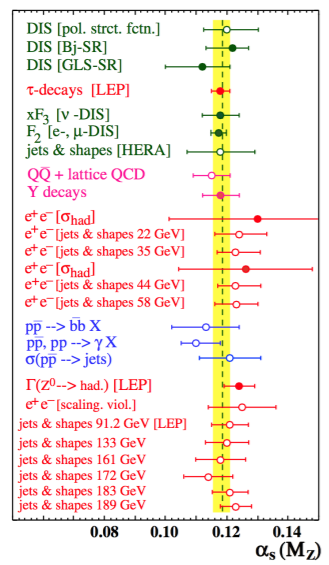 DIS [pol. strct. fctn.]
DIS [Bj-SR]
DIS [GLS-SR]
τ-decays [LEP]
xF₃ [ν -DIS]
F₂ [e-, μ-DIS]
jets & shapes [HERA]
QQ̅ + lattice QCD
Υ decays
e⁺e⁻[σhad]
e⁺e⁻[jets & shapes 22 GeV]
e⁺e⁻[jets & shapes 35 GeV]
e⁺e⁻[σhad]
e⁺e⁻[jets & shapes 44 GeV]
e⁺e⁻[jets & shapes 58 GeV]
pp̅ --> bb̅ X
pp̅, pp --> γ X
σ(pp̅ --> jets)
Γ(Z⁰--> had.) [LEP]
e⁺e⁻[scaling. viol.]
jets & shapes 91.2 GeV [LEP]
jets & shapes 133 GeV
jets & shapes 161 GeV
jets & shapes 172 GeV
jets & shapes 183 GeV
jets & shapes 189 GeV
0.08 0.10 0.12 0.14
αₛ (M_Z)